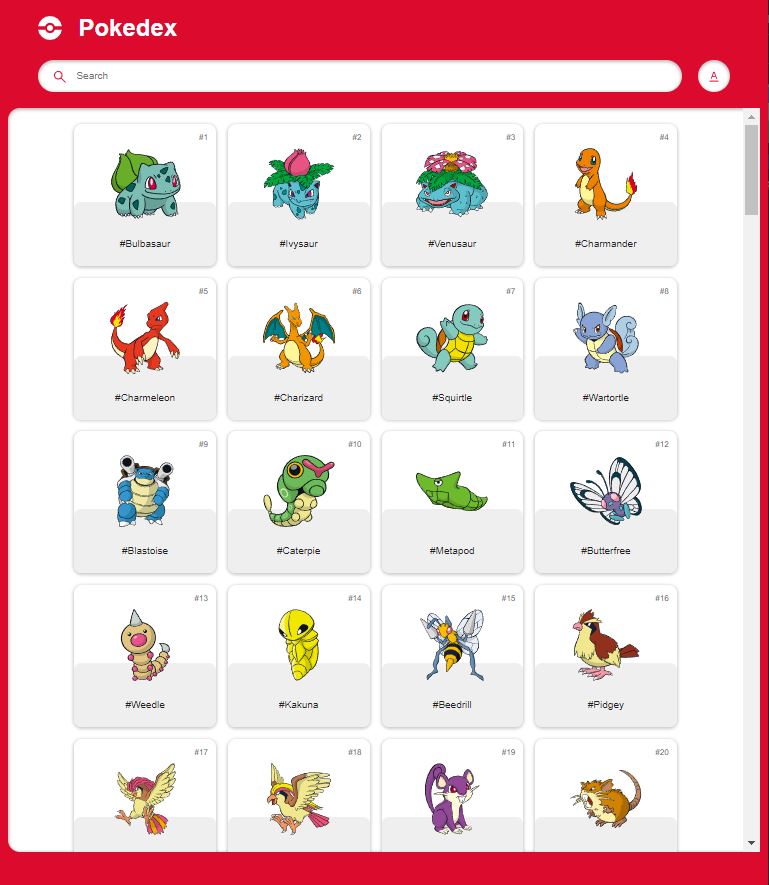 Pokedex
Search A
#1 #2 #3 #4
#Bulbasaur #Ivysaur #Venusaur #Charmander
#5 #6 #7 #8
#Charmeleon #Charizard #Squirtle #Wartortle
#9 #10 #11 #12
#Blastoise #Caterpie #Metapod #Butterfree
#13 #14 #15 #16
#Weedle #Kakuna #Beedrill #Pidgey
#17 #18 #19 #20